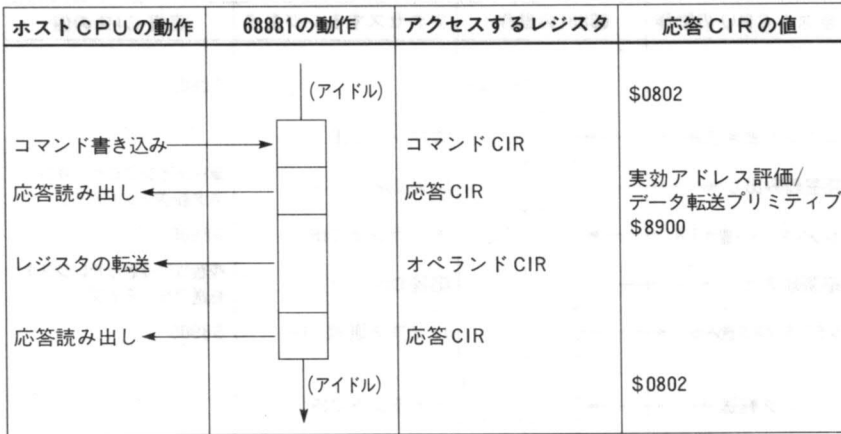 ホストCPUの動作 68881の動作 アクセスするレジスタ 応答CIRの値
(アイドル) $0802
コマンド書き込み コマンドCIR
応答読み出し 応答CIR 実効アドレス評価/
データ転送プリミティブ
$8900
レジスタの転送 オペランドCIR
応答読み出し 応答CIR
(アイドル) $0802